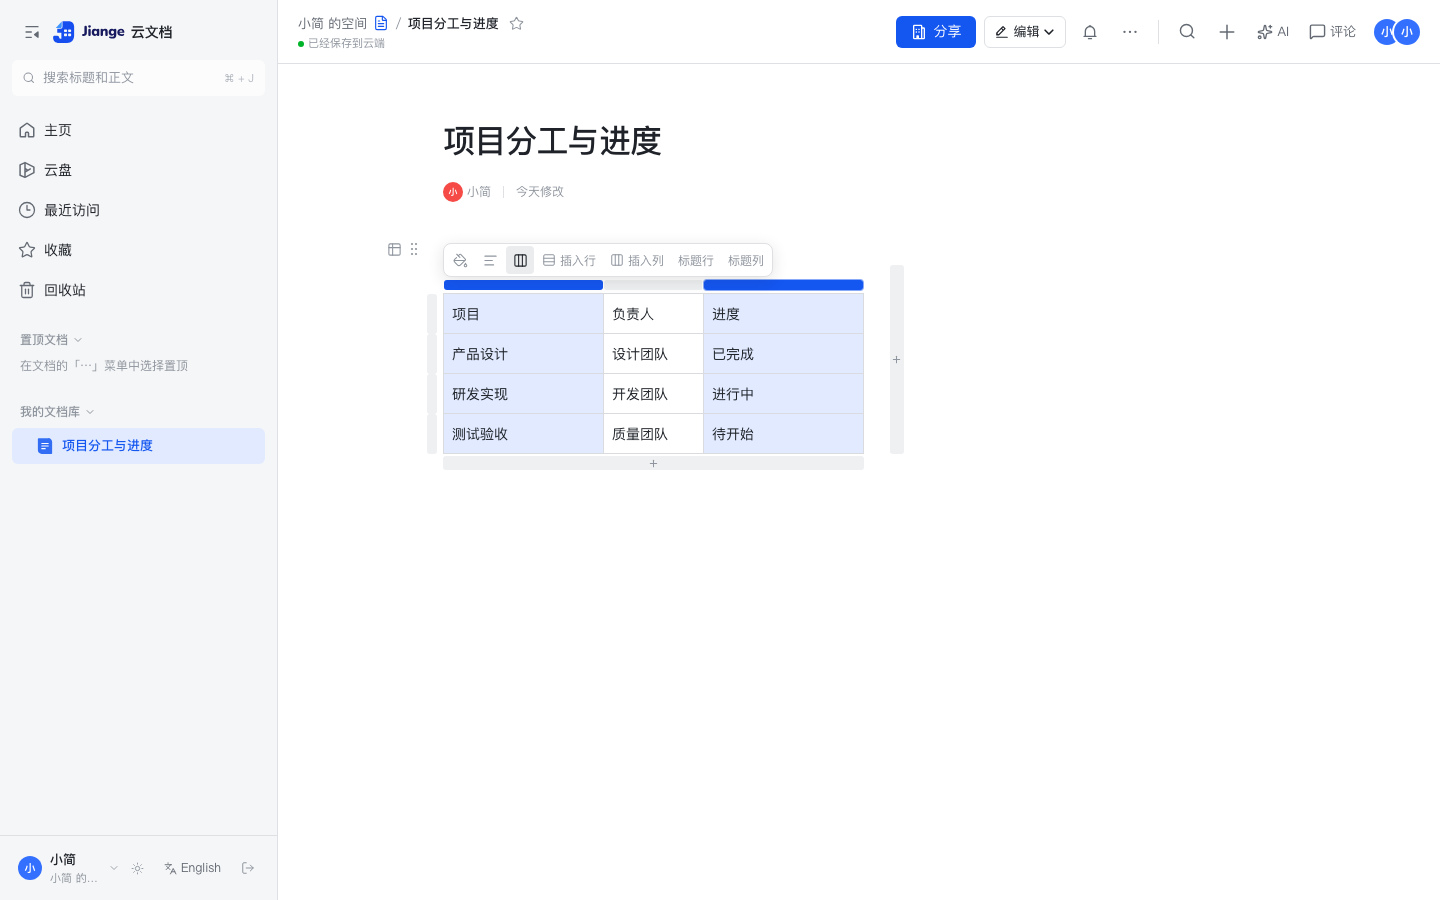 Jiange 云文档
搜索标题和正文 ⌘ + J
主页
云盘
最近访问
收藏
回收站
置顶文档
在文档的「···」菜单中选择置顶
我的文档库
项目分工与进度
小 小简
小简 的...
English
小简 的空间 / 项目分工与进度
已经保存到云端
分享 编辑 AI 评论 小 小
项目分工与进度
小 小简 今天修改
插入行 插入列 标题行 标题列
项目 负责人 进度
产品设计 设计团队 已完成
研发实现 开发团队 进行中
测试验收 质量团队 待开始
+
+